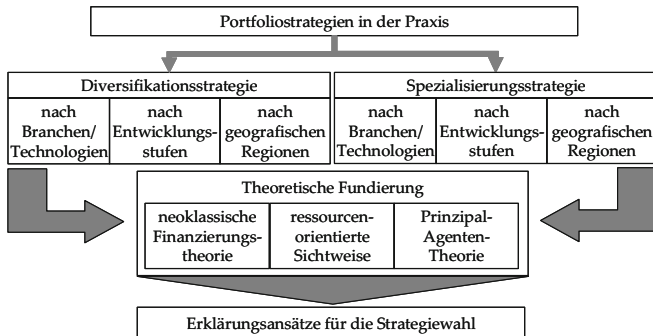 Portfoliostrategien in der Praxis
Diversifikationsstrategie
Spezialisierungsstrategie
nach
Branchen/
Technologien
nach
Entwicklungs-
stufen
nach
geografischen
Regionen
nach
Branchen/
Technologien
nach
Entwicklungs-
stufen
nach
geografischen
Regionen
Theoretische Fundierung
neoklassische
Finanzierungs-
theorie
ressourcen-
orientierte
Sichtweise
Prinzipal-
Agenten-
Theorie
Erklärungsansätze für die Strategiewahl